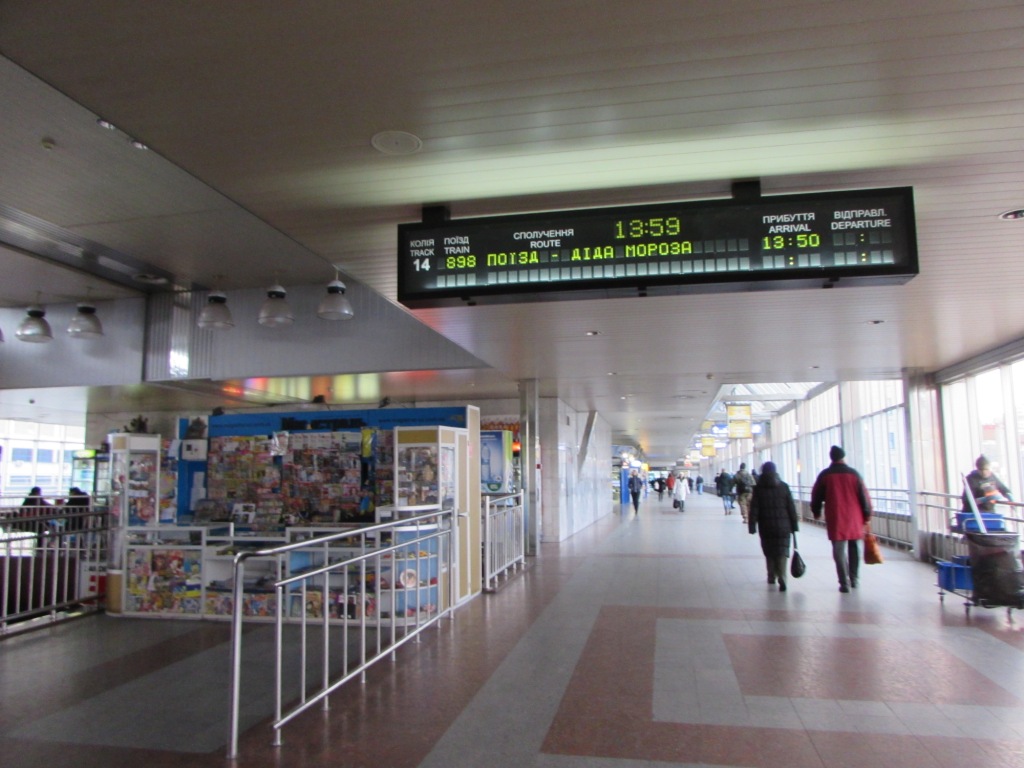 13:59
КОЛІЯ ПОЇЗД СПОЛУЧЕННЯ ПРИБУТТЯ ВІДПРАВЛ.
TRACK TRAIN ROUTE ARRIVAL DEPARTURE
14 898 ПОЇЗД - ДІДА МОРОЗА 13:50